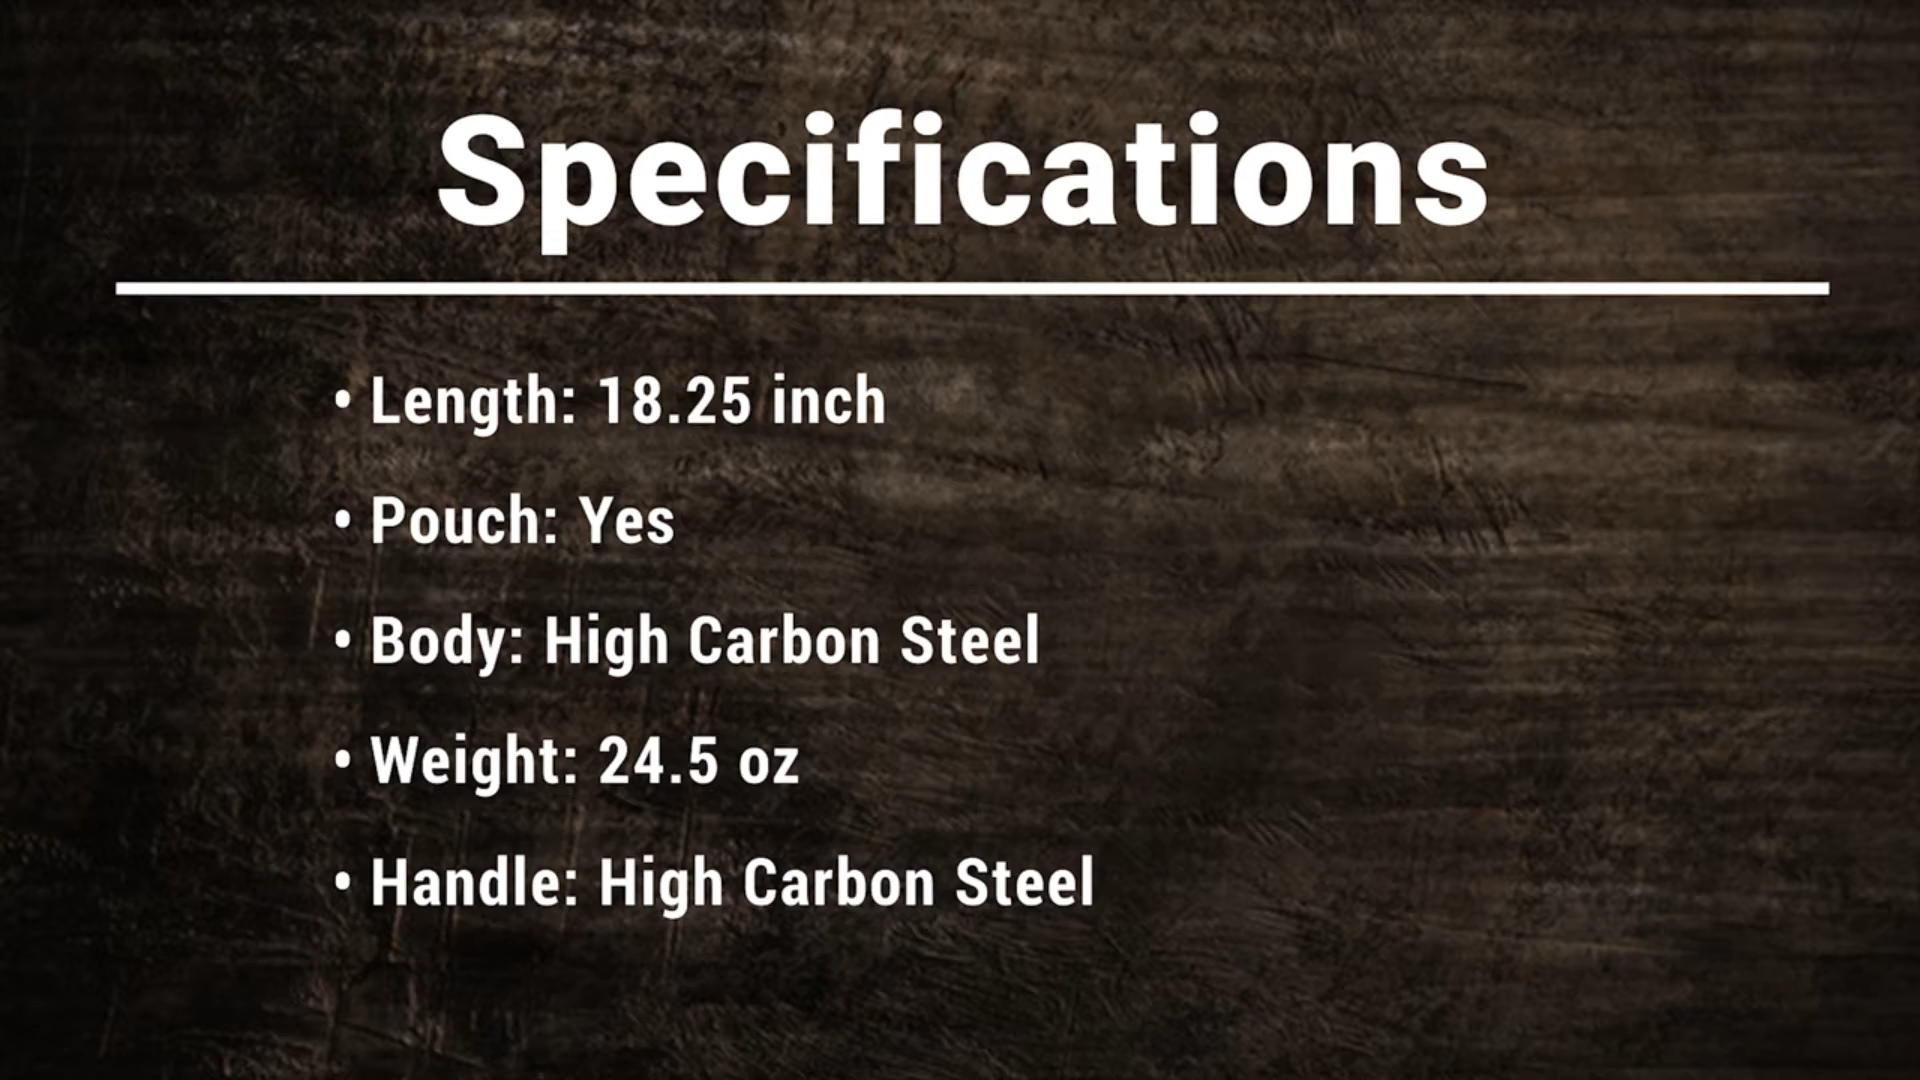 Specifications
• Length: 18.25 inch
• Pouch: Yes
• Body: High Carbon Steel
• Weight: 24.5 oz
• Handle: High Carbon Steel